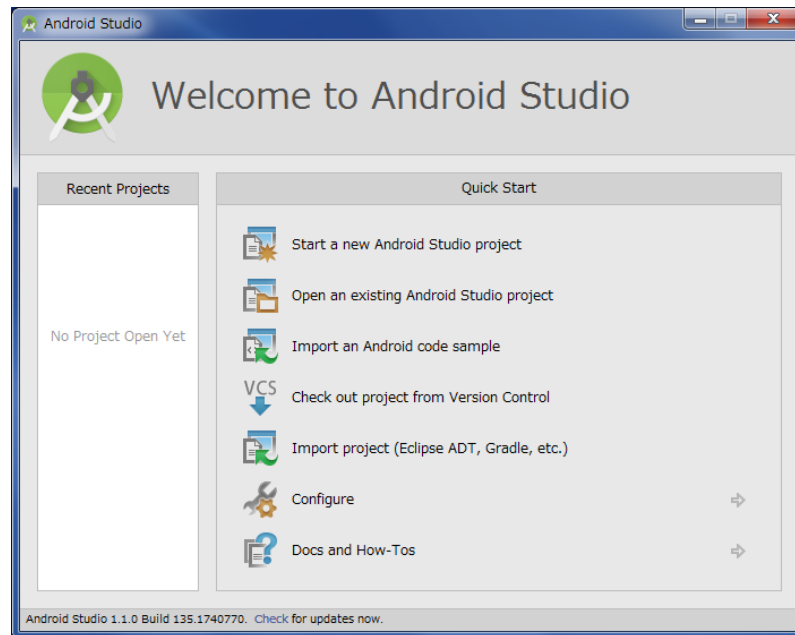 Android Studio
Welcome to Android Studio
Recent Projects
No Project Open Yet
Quick Start
Start a new Android Studio project
Open an existing Android Studio project
Import an Android code sample
VCS
Check out project from Version Control
Import project (Eclipse ADT, Gradle, etc.)
Configure
Docs and How-Tos
Android Studio 1.1.0 Build 135.1740770. Check for updates now.